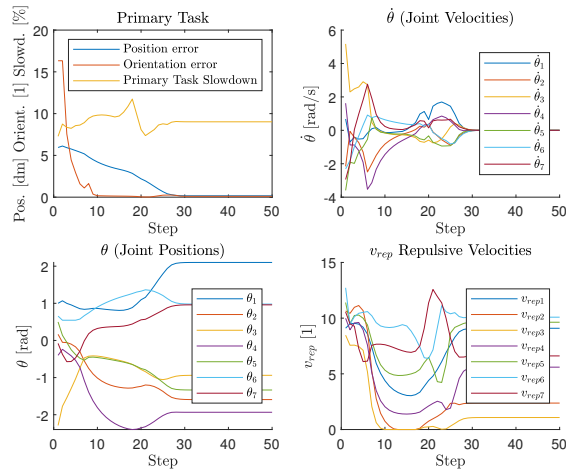 Primary Task
Pos. [dm] Orient. [1] Slowd. [%]
20
15
10
5
0
Position error
Orientation error
Primary Task Slowdown
0 10 20 30 40 50
Step
θ̇ (Joint Velocities)
θ̇ [rad/s]
6
4
2
0
-2
-4
θ̇1
θ̇2
θ̇3
θ̇4
θ̇5
θ̇6
θ̇7
0 10 20 30 40 50
Step
θ (Joint Positions)
θ [rad]
2
1
0
-1
-2
θ1
θ2
θ3
θ4
θ5
θ6
θ7
0 10 20 30 40 50
Step
vrep Repulsive Velocities
vrep [1]
15
10
5
0
vrep1
vrep2
vrep3
vrep4
vrep5
vrep6
vrep7
0 10 20 30 40 50
Step